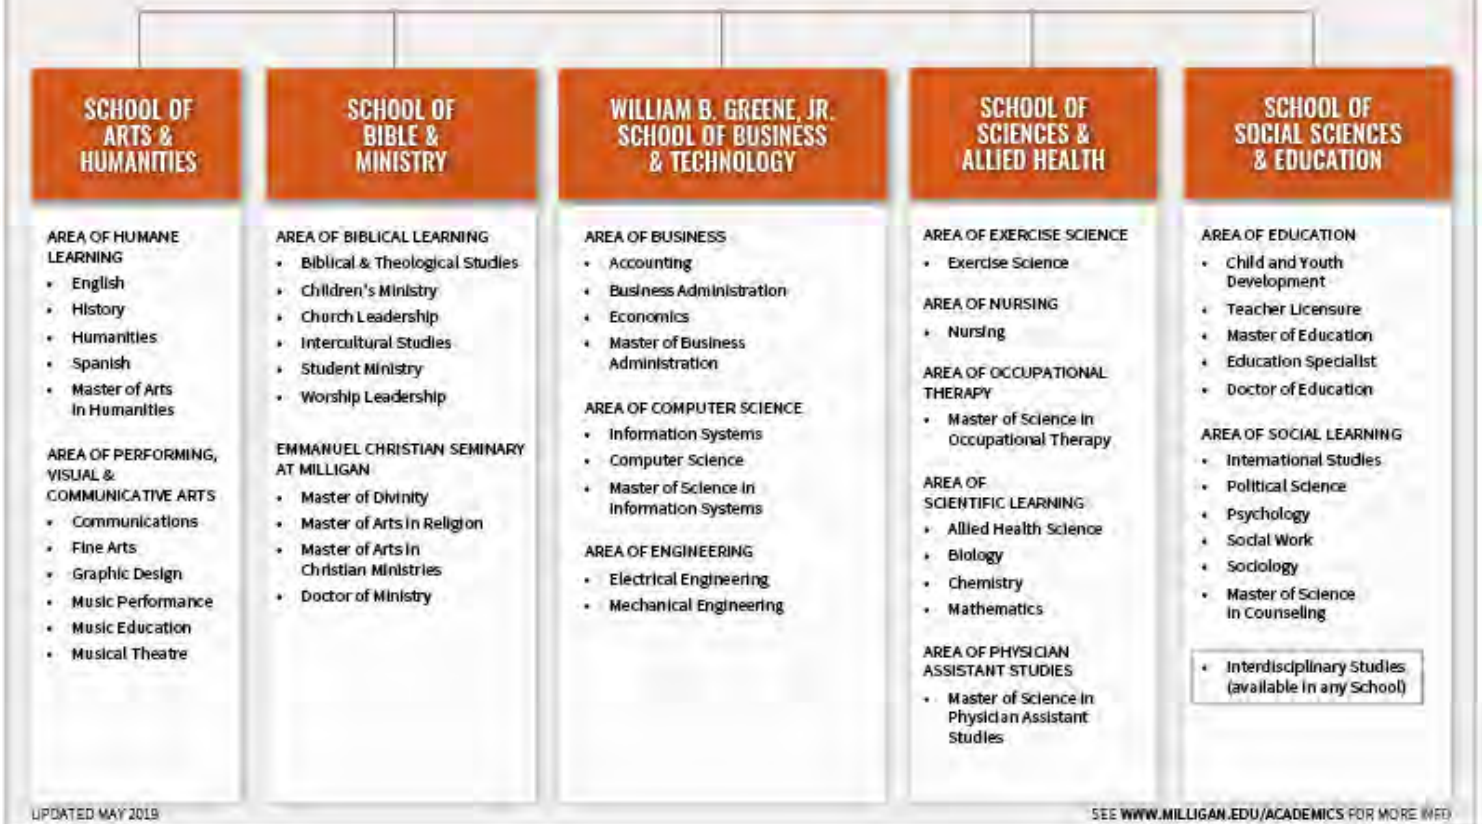 SCHOOL OF
ARTS &
HUMANITIES
AREA OF HUMANE
LEARNING
• English
• History
• Humanities
• Spanish
• Master of Arts
in Humanities
AREA OF PERFORMING,
VISUAL &
COMMUNICATIVE ARTS
• Communications
• Fine Arts
• Graphic Design
• Music Performance
• Music Education
• Musical Theatre
SCHOOL OF
BIBLE &
MINISTRY
AREA OF BIBLICAL LEARNING
• Biblical & Theological Studies
• Children's Ministry
• Church Leadership
• Intercultural Studies
• Student Ministry
• Worship Leadership
EMMANUEL CHRISTIAN SEMINARY
AT MILLIGAN
• Master of Divinity
• Master of Arts in Religion
• Master of Arts in
Christian Ministries
• Doctor of Ministry
WILLIAM B. GREENE, JR.
SCHOOL OF BUSINESS
& TECHNOLOGY
AREA OF BUSINESS
• Accounting
• Business Administration
• Economics
• Master of Business
Administration
AREA OF COMPUTER SCIENCE
• Information Systems
• Computer Science
• Master of Science in
Information Systems
AREA OF ENGINEERING
• Electrical Engineering
• Mechanical Engineering
SCHOOL OF
SCIENCES &
ALLIED HEALTH
AREA OF EXERCISE SCIENCE
• Exercise Science
AREA OF NURSING
• Nursing
AREA OF OCCUPATIONAL
THERAPY
• Master of Science in
Occupational Therapy
AREA OF
SCIENTIFIC LEARNING
• Allied Health Science
• Biology
• Chemistry
• Mathematics
AREA OF PHYSICIAN
ASSISTANT STUDIES
• Master of Science in
Physician Assistant
Studies
SCHOOL OF
SOCIAL SCIENCES
& EDUCATION
AREA OF EDUCATION
• Child and Youth
Development
• Teacher Licensure
• Master of Education
• Education Specialist
• Doctor of Education
AREA OF SOCIAL LEARNING
• International Studies
• Political Science
• Psychology
• Social Work
• Sociology
• Master of Science
in Counseling
• Interdisciplinary Studies
(available in any School)
UPDATED MAY 2019
SEE WWW.MILLIGAN.EDU/ACADEMICS FOR MORE INFO